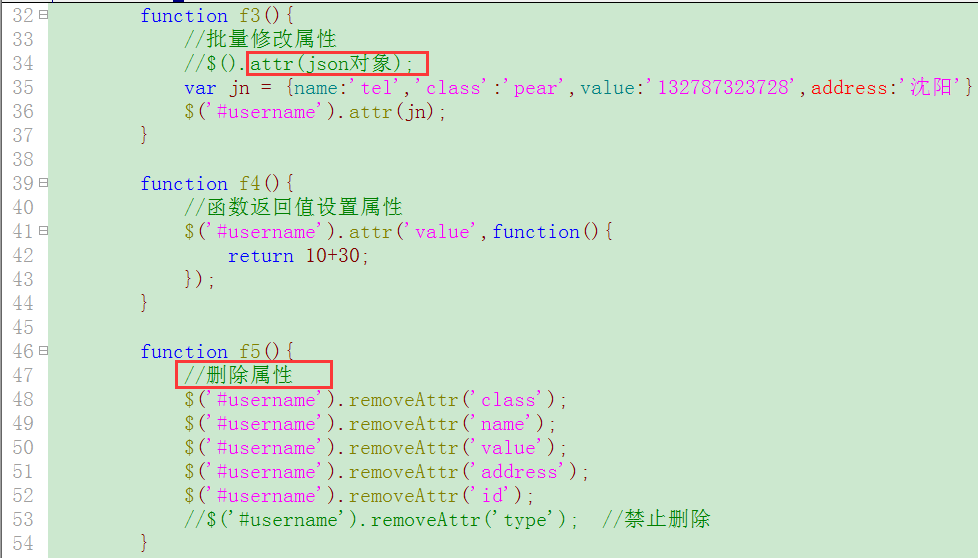 32 function f3(){
33 //批量修改属性
34 //$().attr(json对象);
35 var jn = {name:'tel','class':'pear',value:'132787323728',address:'沈阳'}
36 $('#username').attr(jn);
37 }
38
39 function f4(){
40 //函数返回值设置属性
41 $('#username').attr('value',function(){
42 return 10+30;
43 });
44 }
45
46 function f5(){
47 //删除属性
48 $('#username').removeAttr('class');
49 $('#username').removeAttr('name');
50 $('#username').removeAttr('value');
51 $('#username').removeAttr('address');
52 $('#username').removeAttr('id');
53 //$('#username').removeAttr('type'); //禁止删除
54 }